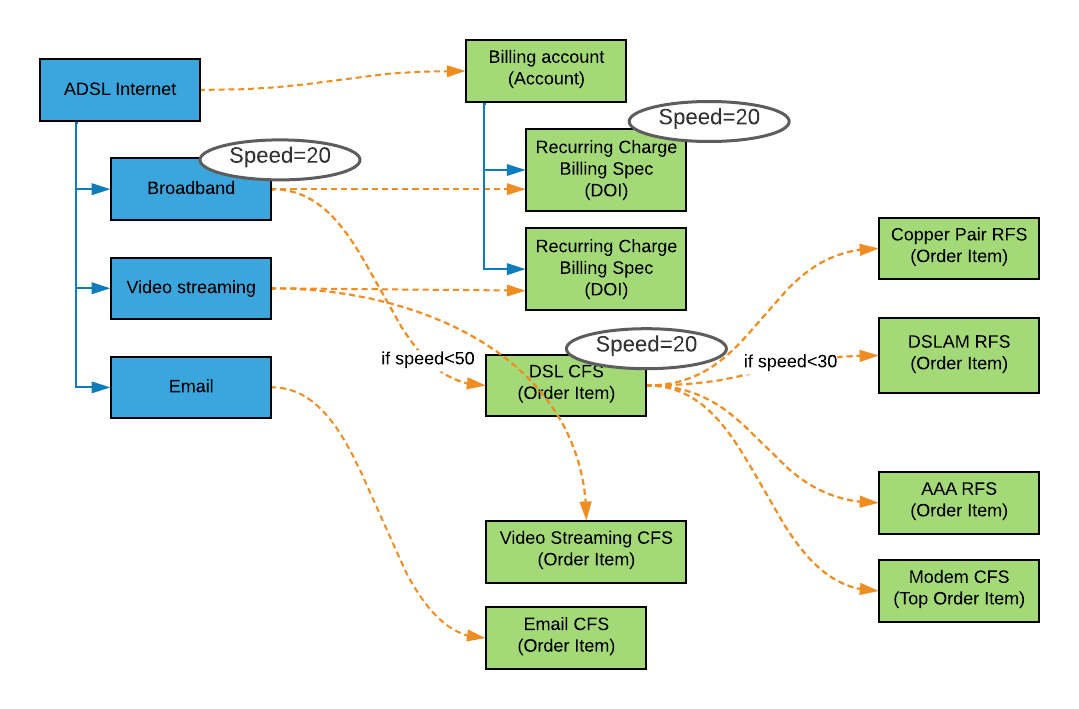 ADSL Internet
Broadband
Speed=20
Video streaming
Email
Billing account
(Account)
Speed=20
Recurring Charge
Billing Spec
(DOI)
Recurring Charge
Billing Spec
(DOI)
if speed<50
Speed=20
DSL CFS
(Order Item)
if speed<30
Video Streaming CFS
(Order Item)
Email CFS
(Order Item)
Copper Pair RFS
(Order Item)
DSLAM RFS
(Order Item)
AAA RFS
(Order Item)
Modem CFS
(Top Order Item)